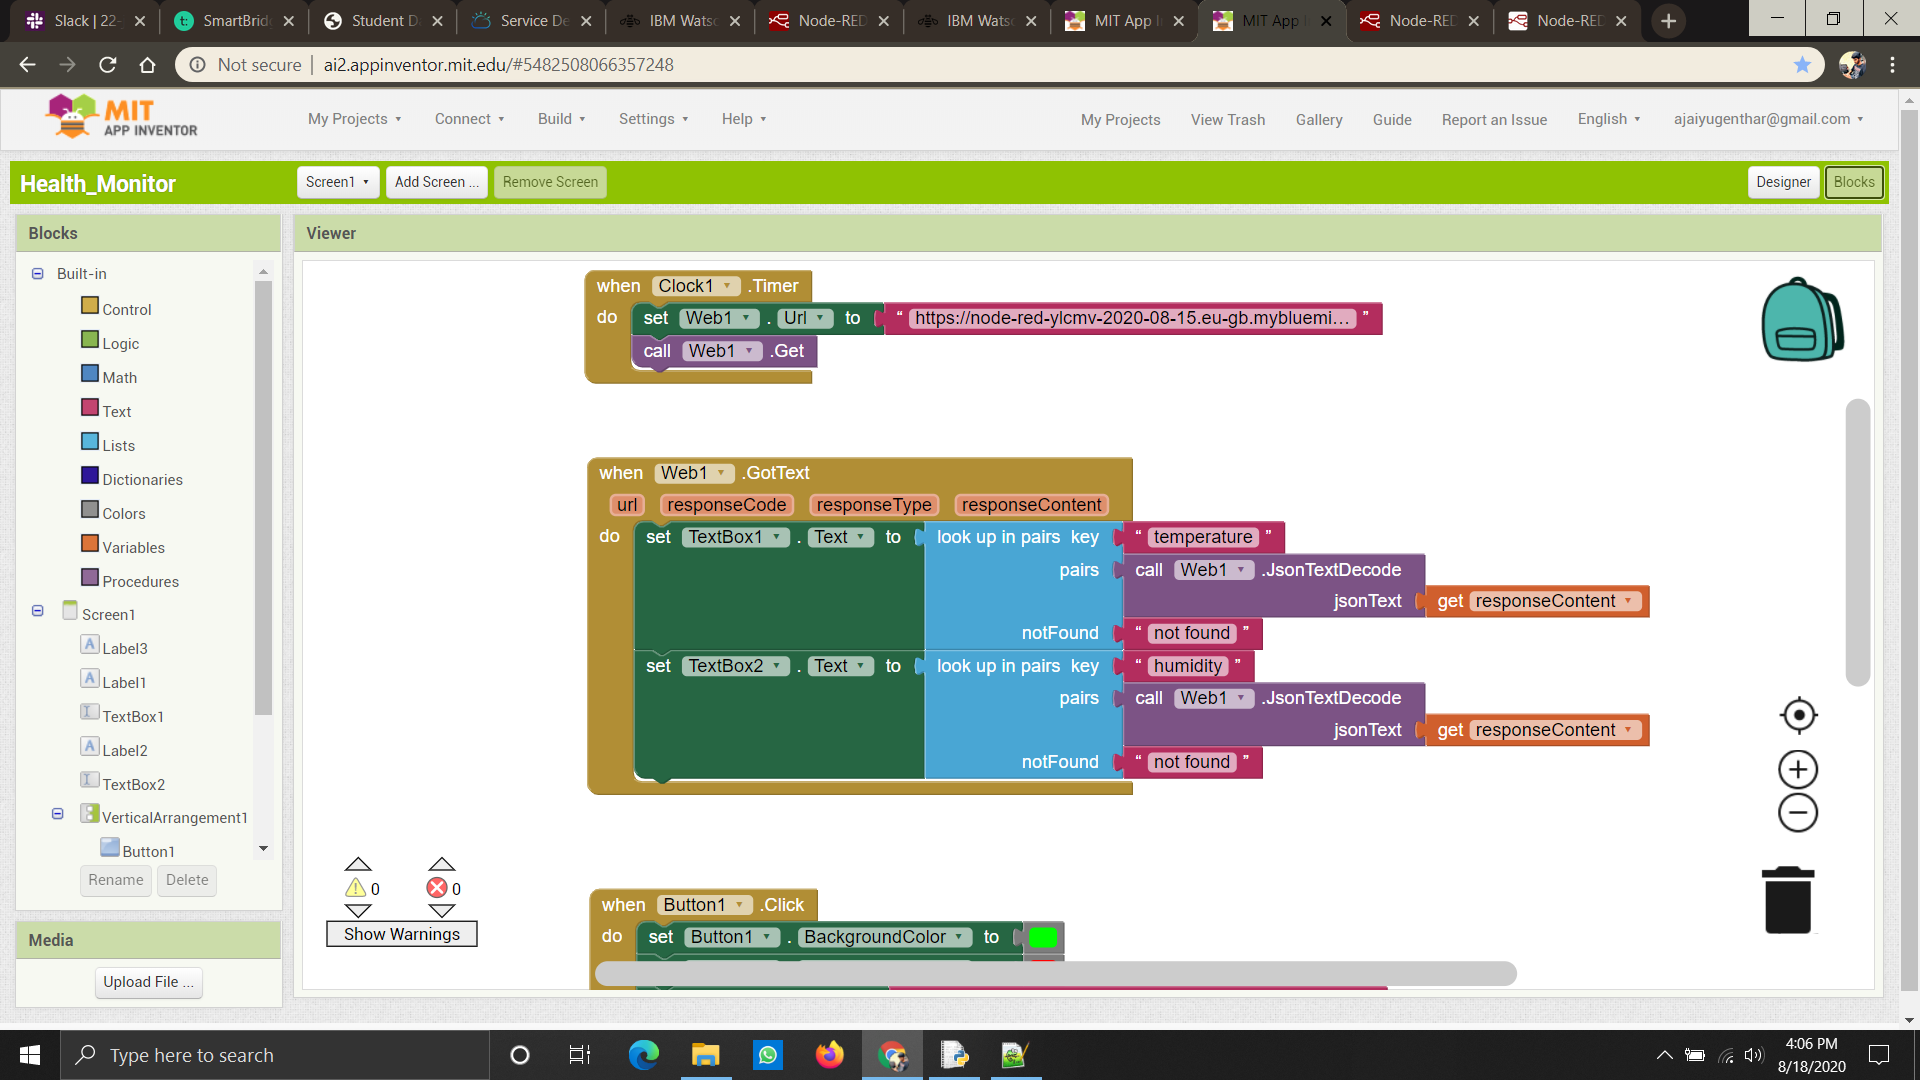 Slack | 22-
SmartBrid
Student D
Service De
IBM Wats
Node-RED
IBM Wats
MIT App I
MIT App I
Node-RED
Node-RED
Not secure | ai2.appinventor.mit.edu/#5482508066357248
MIT
APP INVENTOR
My Projects
Connect
Build
Settings
Help
My Projects
View Trash
Gallery
Guide
Report an Issue
English
ajaiyugenthar@gmail.com
Health_Monitor
Screen1
Add Screen ...
Remove Screen
Designer
Blocks
Blocks
Built-in
Control
Logic
Math
Text
Lists
Dictionaries
Colors
Variables
Procedures
Screen1
Label3
Label1
TextBox1
Label2
TextBox2
VerticalArrangement1
Button1
Rename
Delete
Media
Upload File ...
Viewer
when Clock1 .Timer
do set Web1 . Url to “ https://node-red-ylcmv-2020-08-15.eu-gb.mybluemi... ”
call Web1 .Get
when Web1 .GotText
url responseCode responseType responseContent
do set TextBox1 . Text to look up in pairs key “ temperature ”
pairs call Web1 .JsonTextDecode
jsonText get responseContent
notFound “ not found ”
set TextBox2 . Text to look up in pairs key “ humidity ”
pairs call Web1 .JsonTextDecode
jsonText get responseContent
notFound “ not found ”
when Button1 .Click
do set Button1 . BackgroundColor to
0
0
Show Warnings
Type here to search
4:06 PM
8/18/2020